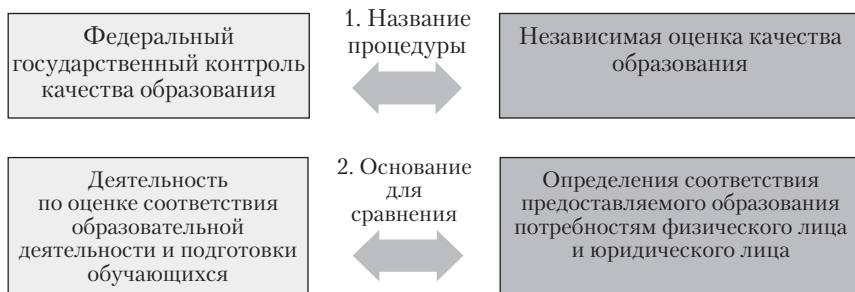 Федеральный
государственный контроль
качества образования
1. Название
процедуры
Независимая оценка качества
образования
Деятельность
по оценке соответствия
образовательной
деятельности и подготовки
обучающихся
2. Основание
для
сравнения
Определения соответствия
предоставляемого образования
потребностям физического лица
и юридического лица